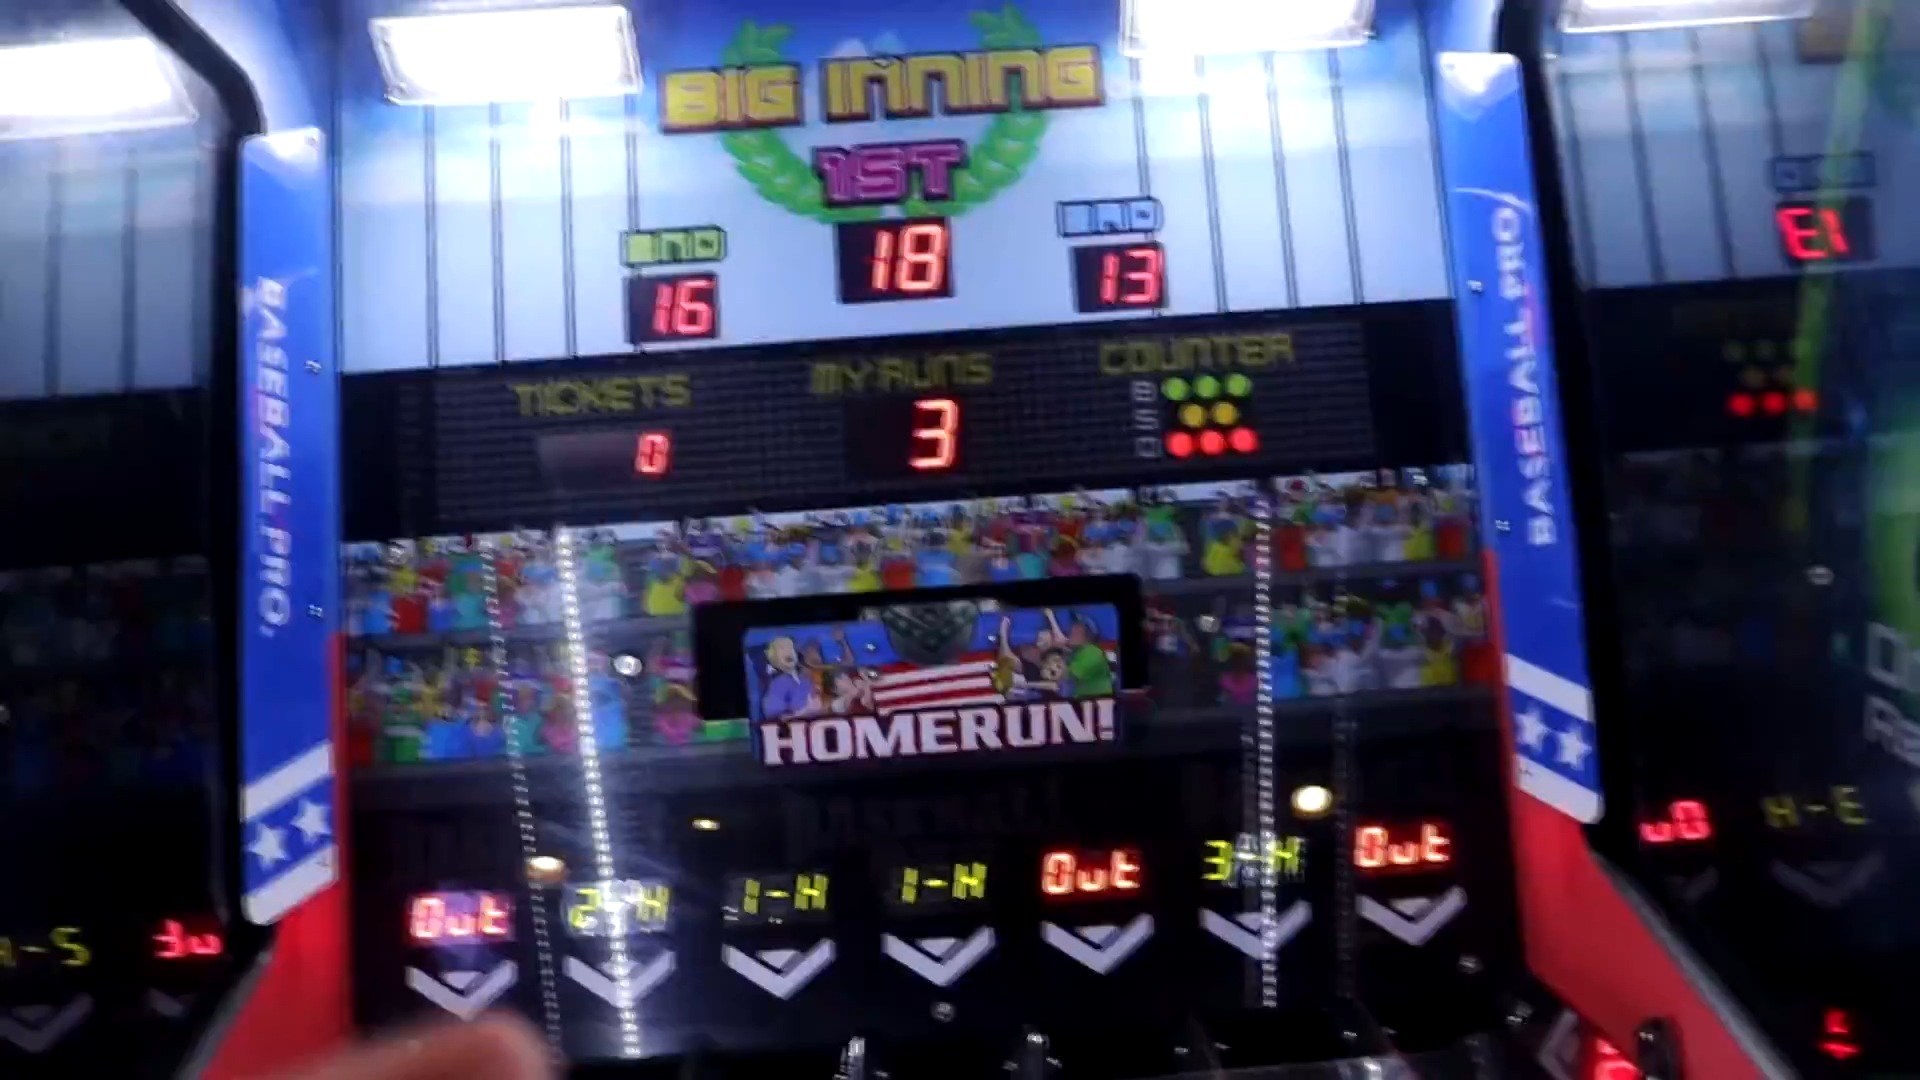 BIG INNING
1ST
2ND
18
16
13
TICKETS
MY RUNS
COUNTER
B
S
O
0
3
BASEBALL PRO
BASEBALL PRO
HOMERUN!
Out
2-H
1-H
1-H
Out
3-H
Out